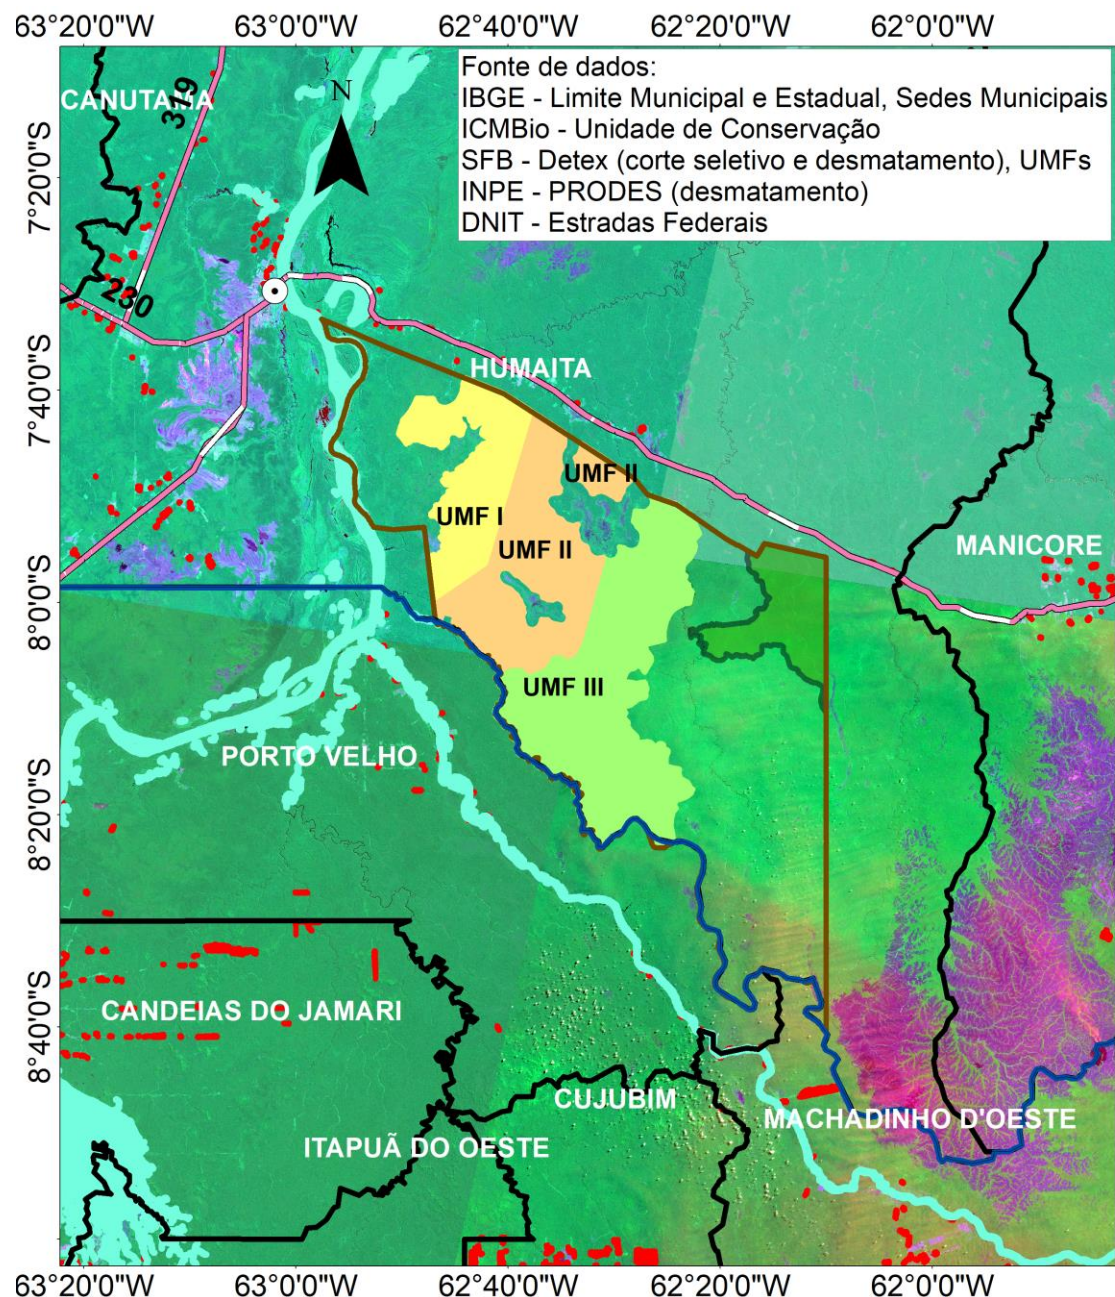 63°20'0"W 63°0'0"W 62°40'0"W 62°20'0"W 62°0'0"W
Fonte de dados:
IBGE - Limite Municipal e Estadual, Sedes Municipais
ICMBio - Unidade de Conservação
SFB - Detex (corte seletivo e desmatamento), UMFs
INPE - PRODES (desmatamento)
DNIT - Estradas Federais
N
CANUTAMA
319
7°20'0"S
230
HUMAITA
7°40'0"S
UMF II
UMF I
UMF II
MANICORE
8°0'0"S
UMF III
PORTO VELHO
8°20'0"S
CANDEIAS DO JAMARI
8°40'0"S
CUJUBIM
MACHADINHO D'OESTE
ITAPUÃ DO OESTE
63°20'0"W 63°0'0"W 62°40'0"W 62°20'0"W 62°0'0"W